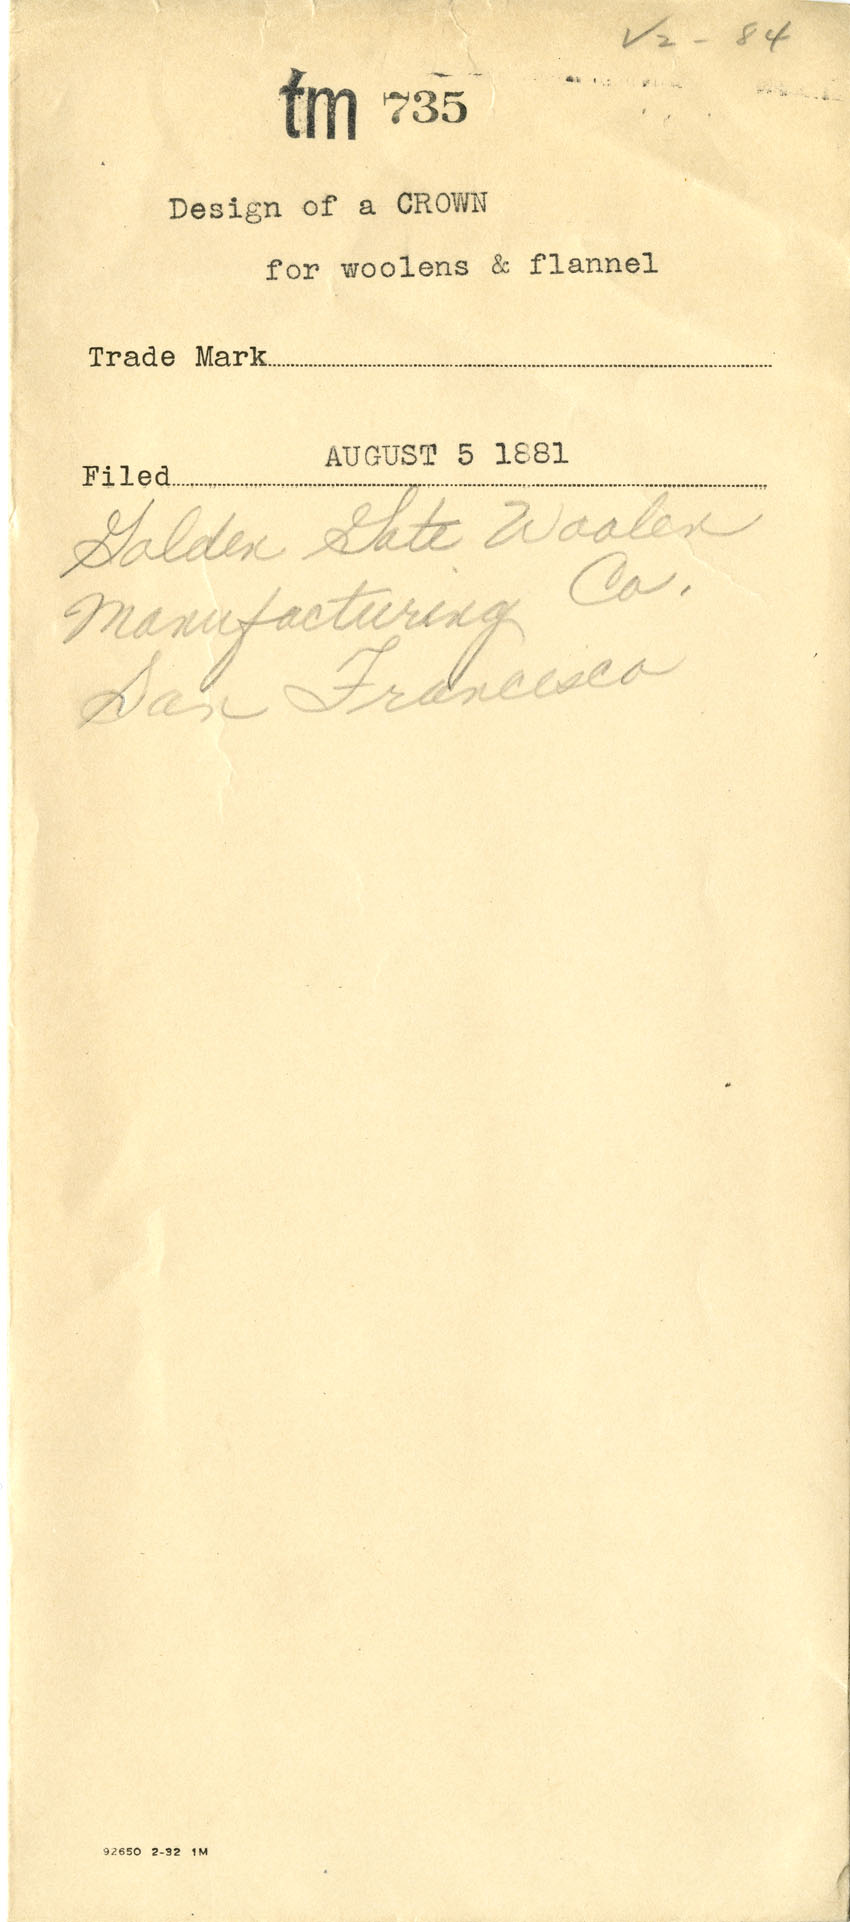 V2 - 84
tm 735
Design of a CROWN
for woolens & flannel
Trade Mark
AUGUST 5 1881
Filed
Golden Gate Woolen
Manufacturing Co.
San Francisco
92650 2-32 1M